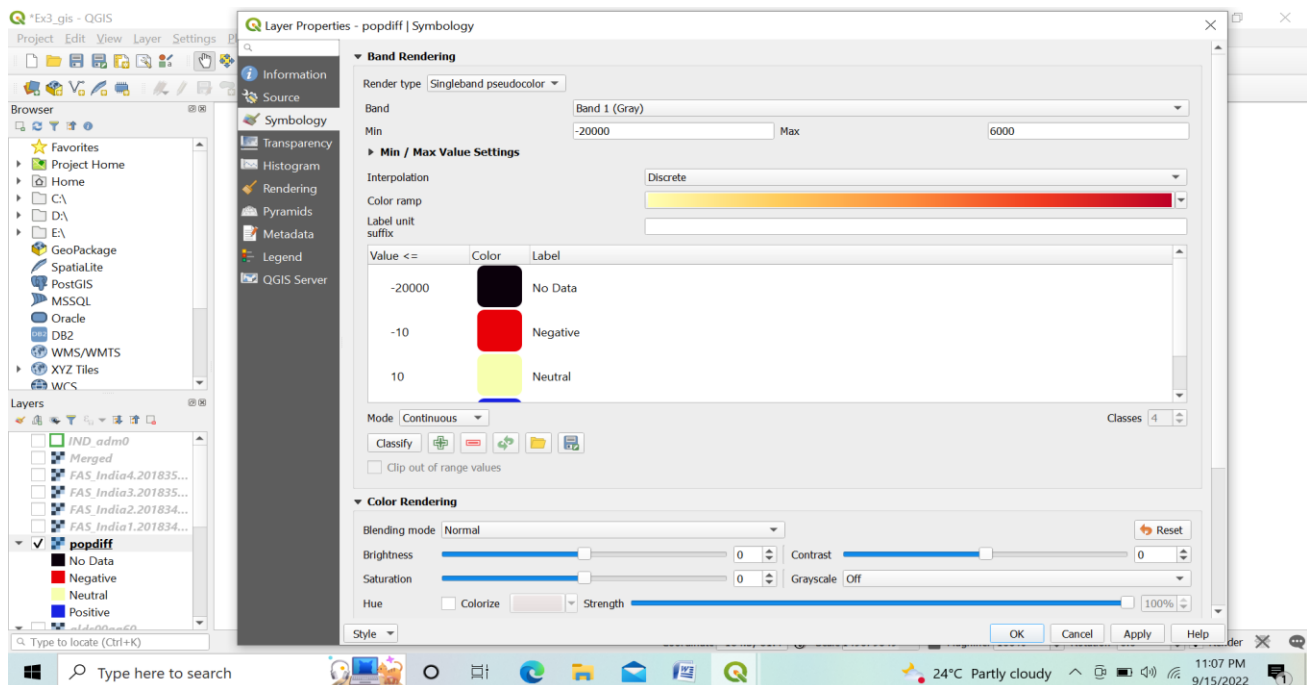 *Ex3_gis - QGIS
Project Edit View Layer Settings
Browser
Favorites
Project Home
Home
C:\
D:\
E:\
GeoPackage
SpatiaLite
PostGIS
MSSQL
Oracle
DB2
WMS/WMTS
XYZ Tiles
WCS
Layers
IND_adm0
Merged
FAS_India4.201835...
FAS_India3.201835...
FAS_India2.201834...
FAS_India1.201834...
popdiff
No Data
Negative
Neutral
Positive
Type to locate (Ctrl+K)
Layer Properties - popdiff | Symbology
Information
Source
Symbology
Transparency
Histogram
Rendering
Pyramids
Metadata
Legend
QGIS Server
Band Rendering
Render type Singleband pseudocolor
Band Band 1 (Gray)
Min -20000 Max 6000
Min / Max Value Settings
Interpolation Discrete
Color ramp
Label unit
suffix
Value <= Color Label
-20000 No Data
-10 Negative
10 Neutral
Mode Continuous Classes 4
Classify
Clip out of range values
Color Rendering
Blending mode Normal Reset
Brightness 0 Contrast 0
Saturation 0 Grayscale Off
Hue Colorize Strength 100%
Style OK Cancel Apply Help
Type here to search
24°C Partly cloudy
11:07 PM
9/15/2022